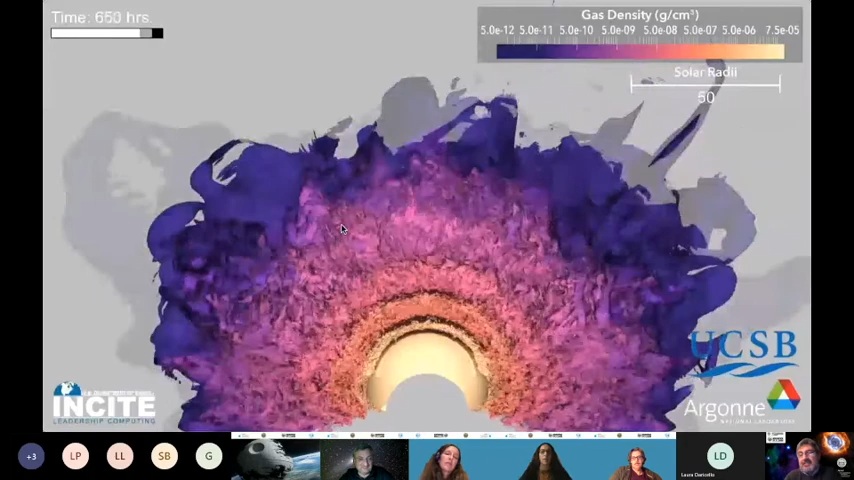 Time: 650 hrs.
Gas Density (g/cm³)
5.0e-12 5.0e-11 5.0e-10 5.0e-09 5.0e-08 5.0e-07 5.0e-06 7.5e-05
Solar Radii
50
UCSB
INCITE
LEADERSHIP COMPUTING
Argonne
NATIONAL LABORATORY
+3 LP LL SB G LD